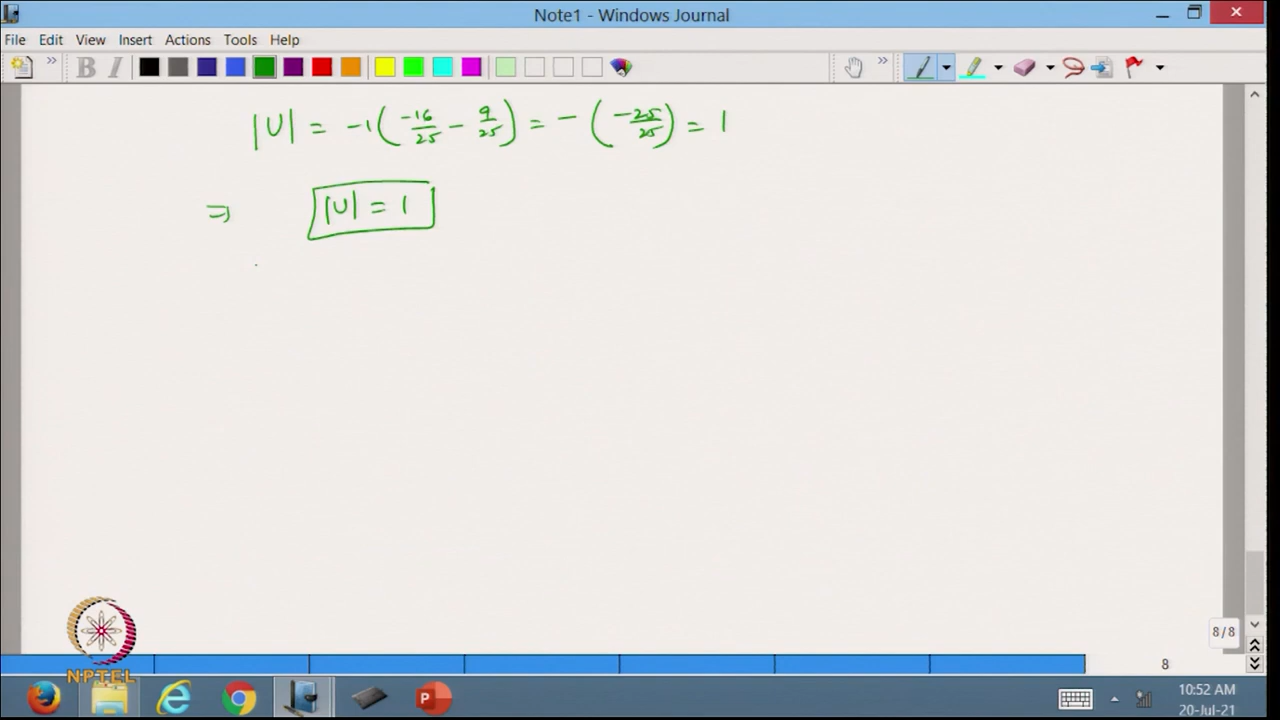 Note1 - Windows Journal
File Edit View Insert Actions Tools Help
B I
|U| = -1(-16/25 - 9/25) = -(-25/25) = 1
⇒ |U| = 1
8/8
NPTEL
8
10:52 AM
20-Jul-21